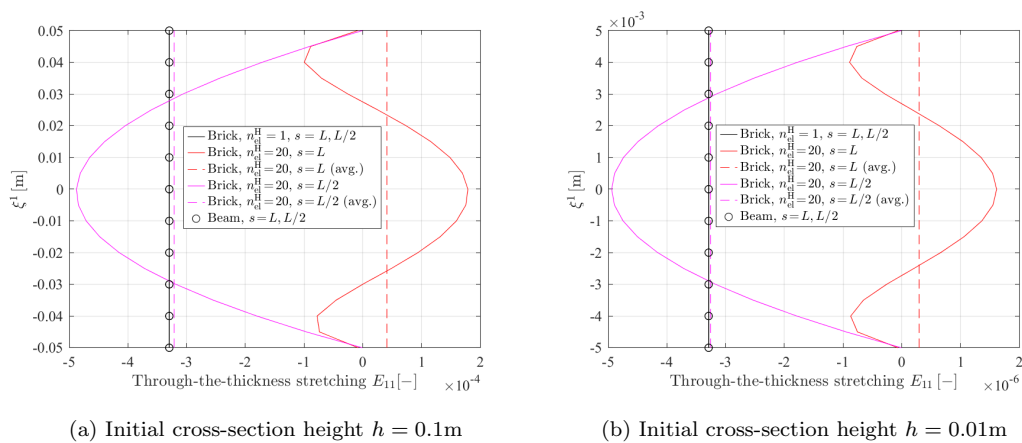 0.05
0.04
0.03
0.02
0.01
0
-0.01
-0.02
-0.03
-0.04
-0.05
ξ¹ [m]
Brick, n_el^H = 1, s = L, L/2
Brick, n_el^H = 20, s = L
Brick, n_el^H = 20, s = L (avg.)
Brick, n_el^H = 20, s = L/2
Brick, n_el^H = 20, s = L/2 (avg.)
Beam, s = L, L/2
-5 -4 -3 -2 -1 0 1 2
Through-the-thickness stretching E₁₁ [−] ×10⁻⁴
(a) Initial cross-section height h = 0.1m
×10⁻³
5
4
3
2
1
0
-1
-2
-3
-4
-5
ξ¹ [m]
Brick, n_el^H = 1, s = L, L/2
Brick, n_el^H = 20, s = L
Brick, n_el^H = 20, s = L (avg.)
Brick, n_el^H = 20, s = L/2
Brick, n_el^H = 20, s = L/2 (avg.)
Beam, s = L, L/2
-5 -4 -3 -2 -1 0 1 2
Through-the-thickness stretching E₁₁ [−] ×10⁻⁶
(b) Initial cross-section height h = 0.01m